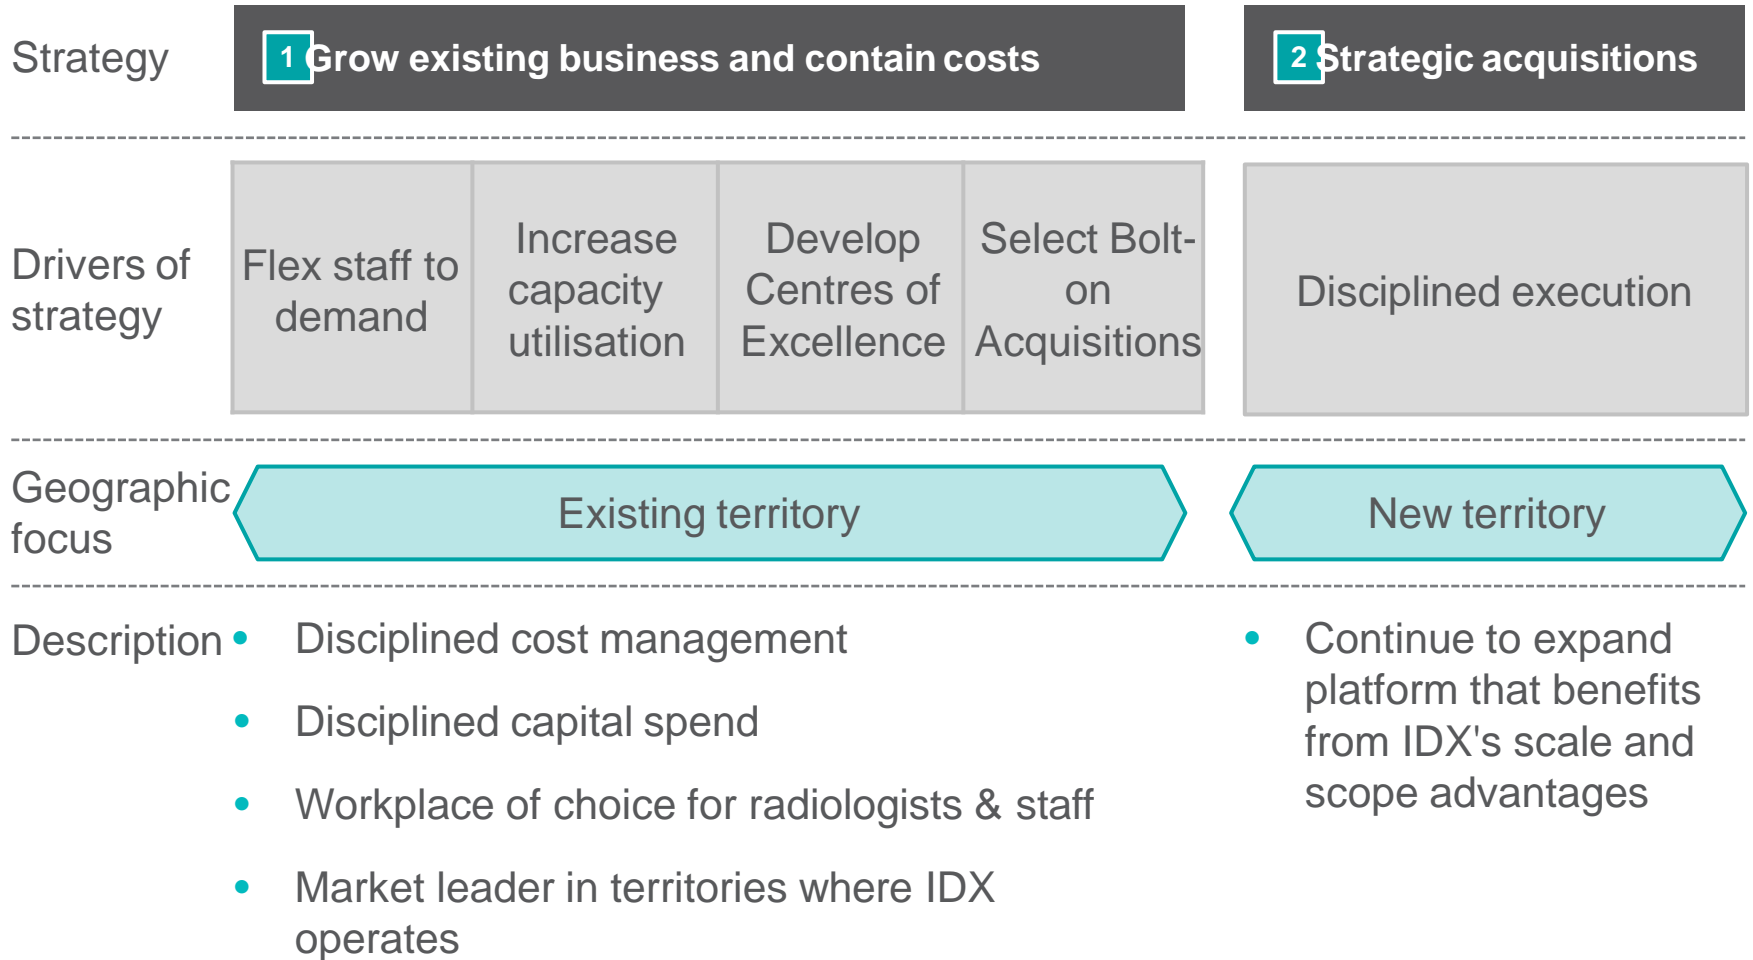 Strategy
1 Grow existing business and contain costs
2 Strategic acquisitions
Drivers of
strategy
Flex staff to
demand
Increase
capacity
utilisation
Develop
Centres of
Excellence
Select Bolt-
on
Acquisitions
Disciplined execution
Geographic
focus
Existing territory
New territory
Description
• Disciplined cost management
• Disciplined capital spend
• Workplace of choice for radiologists & staff
• Market leader in territories where IDX
operates
• Continue to expand
platform that benefits
from IDX's scale and
scope advantages